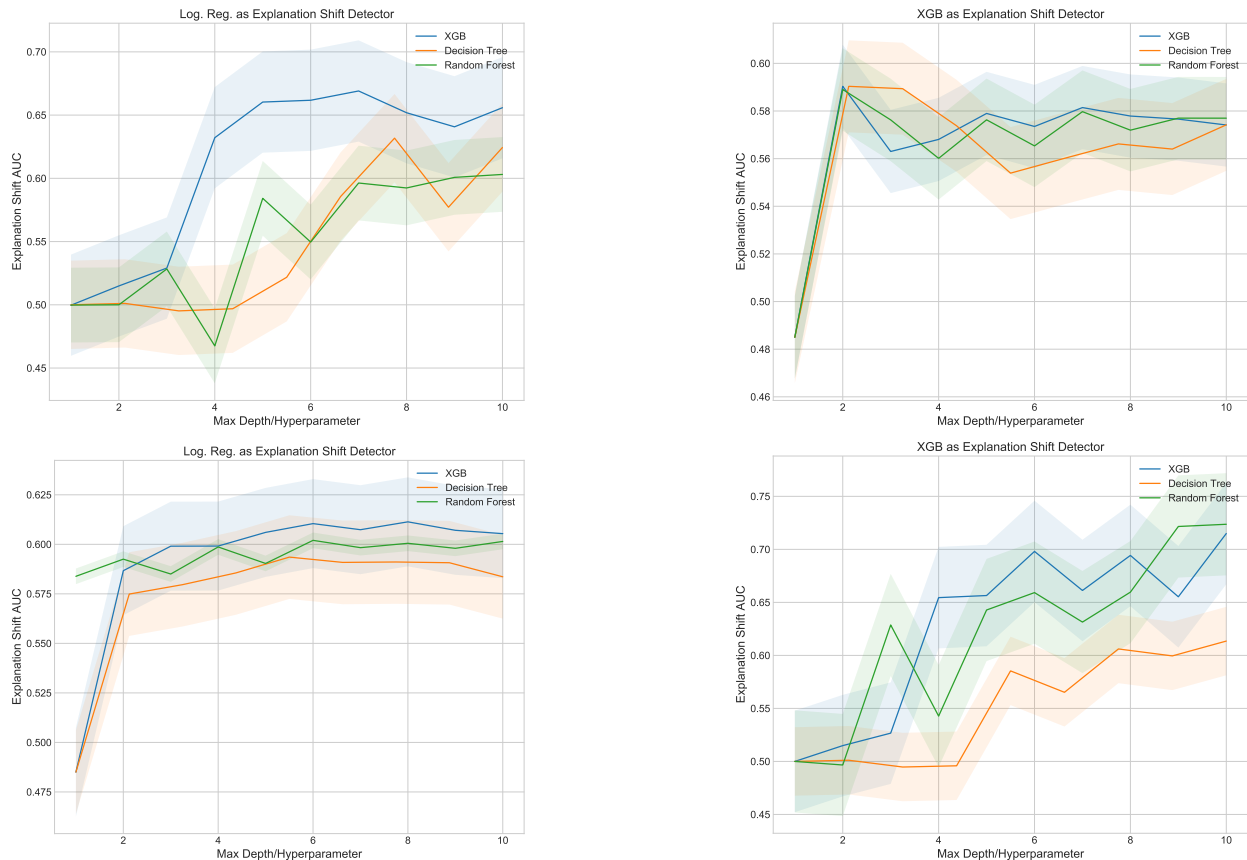 Log. Reg. as Explanation Shift Detector
XGB
Decision Tree
Random Forest
0.70
0.65
0.60
0.55
0.50
0.45
Explanation Shift AUC
2 4 6 8 10
Max Depth/Hyperparameter
XGB as Explanation Shift Detector
XGB
Decision Tree
Random Forest
0.60
0.58
0.56
0.54
0.52
0.50
0.48
0.46
Explanation Shift AUC
2 4 6 8 10
Max Depth/Hyperparameter
Log. Reg. as Explanation Shift Detector
XGB
Decision Tree
Random Forest
0.625
0.600
0.575
0.550
0.525
0.500
0.475
Explanation Shift AUC
2 4 6 8 10
Max Depth/Hyperparameter
XGB as Explanation Shift Detector
XGB
Decision Tree
Random Forest
0.75
0.70
0.65
0.60
0.55
0.50
0.45
Explanation Shift AUC
2 4 6 8 10
Max Depth/Hyperparameter